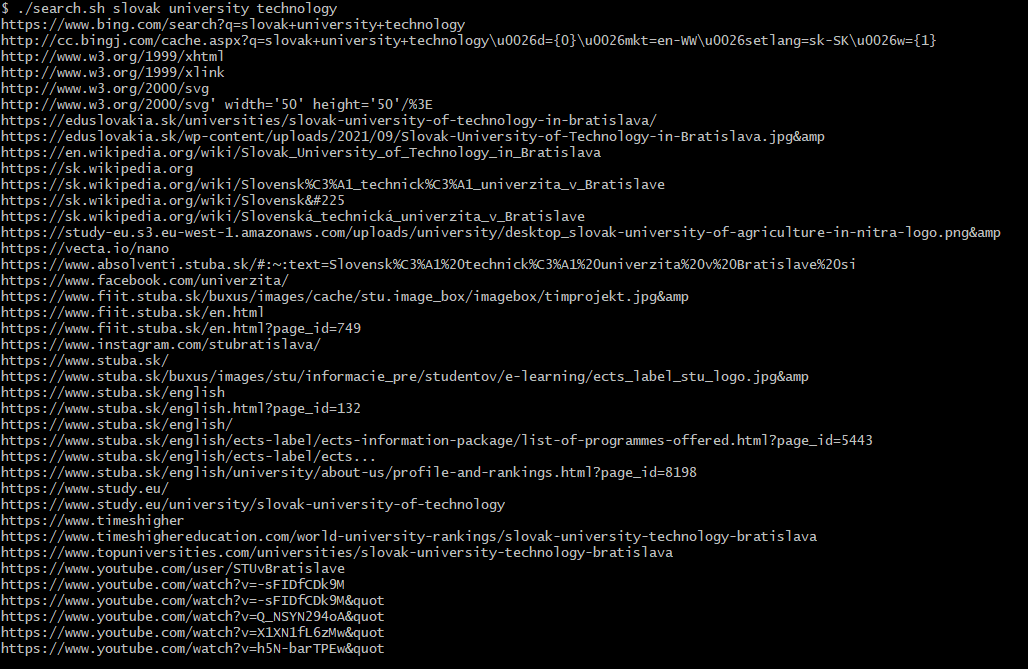 $ ./search.sh slovak university technology
https://www.bing.com/search?q=slovak+university+technology
http://cc.bingj.com/cache.aspx?q=slovak+university+technology\u0026d={0}\u0026mkt=en-WW\u0026setlang=sk-SK\u0026w={1}
http://www.w3.org/1999/xhtml
http://www.w3.org/1999/xlink
http://www.w3.org/2000/svg
http://www.w3.org/2000/svg' width='50' height='50'/%3E
https://eduslovakia.sk/universities/slovak-university-of-technology-in-bratislava/
https://eduslovakia.sk/wp-content/uploads/2021/09/Slovak-University-of-Technology-in-Bratislava.jpg&amp
https://en.wikipedia.org/wiki/Slovak_University_of_Technology_in_Bratislava
https://sk.wikipedia.org
https://sk.wikipedia.org/wiki/Slovensk%C3%A1_technick%C3%A1_univerzita_v_Bratislave
https://sk.wikipedia.org/wiki/Slovensk&#225
https://sk.wikipedia.org/wiki/Slovenská_technická_univerzita_v_Bratislave
https://study-eu.s3.eu-west-1.amazonaws.com/uploads/university/desktop_slovak-university-of-agriculture-in-nitra-logo.png&amp
https://vecta.io/nano
https://www.absolventi.stuba.sk/#:~:text=Slovensk%C3%A1%20technick%C3%A1%20univerzita%20v%20Bratislave%20si
https://www.facebook.com/univerzita/
https://www.fiit.stuba.sk/buxus/images/cache/stu.image_box/imagebox/timprojekt.jpg&amp
https://www.fiit.stuba.sk/en.html
https://www.fiit.stuba.sk/en.html?page_id=749
https://www.instagram.com/stubratislava/
https://www.stuba.sk/
https://www.stuba.sk/buxus/images/stu/informacie_pre/studentov/e-learning/ects_label_stu_logo.jpg&amp
https://www.stuba.sk/english
https://www.stuba.sk/english.html?page_id=132
https://www.stuba.sk/english/
https://www.stuba.sk/english/ects-label/ects-information-package/list-of-programmes-offered.html?page_id=5443
https://www.stuba.sk/english/ects-label/ects...
https://www.stuba.sk/english/university/about-us/profile-and-rankings.html?page_id=8198
https://www.study.eu/
https://www.study.eu/university/slovak-university-of-technology
https://www.timeshigher
https://www.timeshighereducation.com/world-university-rankings/slovak-university-technology-bratislava
https://www.topuniversities.com/universities/slovak-university-technology-bratislava
https://www.youtube.com/user/STUvBratislave
https://www.youtube.com/watch?v=-sFIDfCDk9M
https://www.youtube.com/watch?v=-sFIDfCDk9M&quot
https://www.youtube.com/watch?v=Q_NSYN294oA&quot
https://www.youtube.com/watch?v=X1XN1fL6zMw&quot
https://www.youtube.com/watch?v=h5N-barTPEw&quot